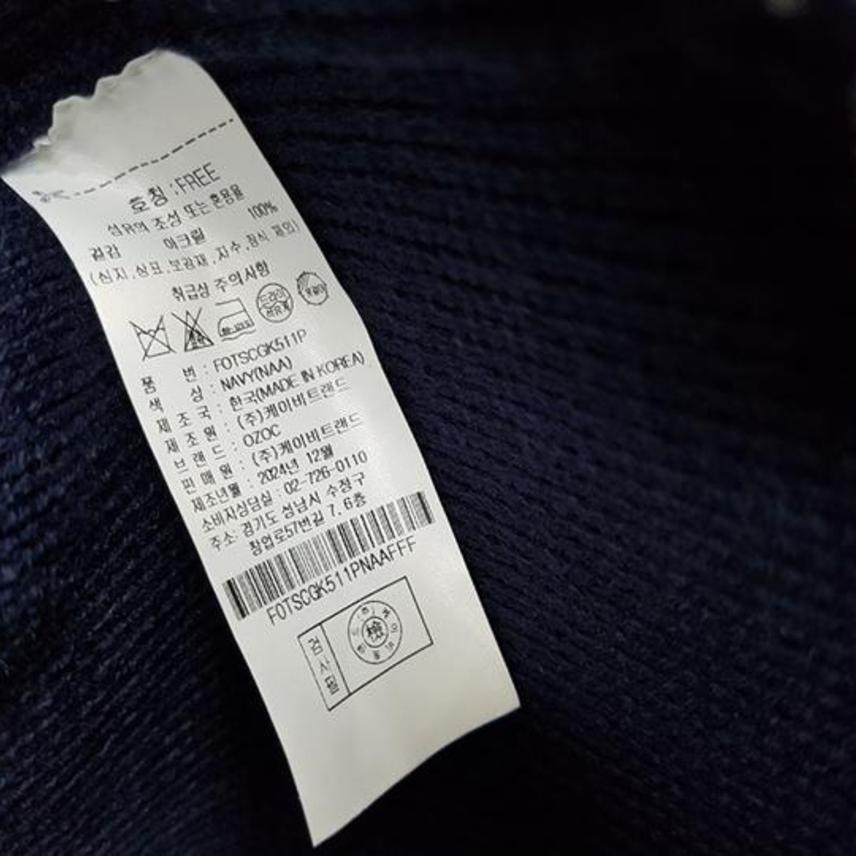 호칭 : FREE
섬유의 조성 또는 혼용율
겉감 아크릴 100%
(심지,상표,보강재,자수,장식 제외)
취급상 주의사항
드라이
석유계
품 번 : FOTSCGK511P
색 상 : NAVY(NAA)
제 조 국 : 한국(MADE IN KOREA)
제 조 원 : (주)케이비트랜드
브 랜 드 : OZOC
판 매 원 : (주)케이비트랜드
제조년월 : 2024년 12월
소비자상담실 : 02-726-0110
주소: 경기도 성남시 수정구
창업로57번길 7, 6층
FOTSCGK511PNAAFFF
검사필
檢